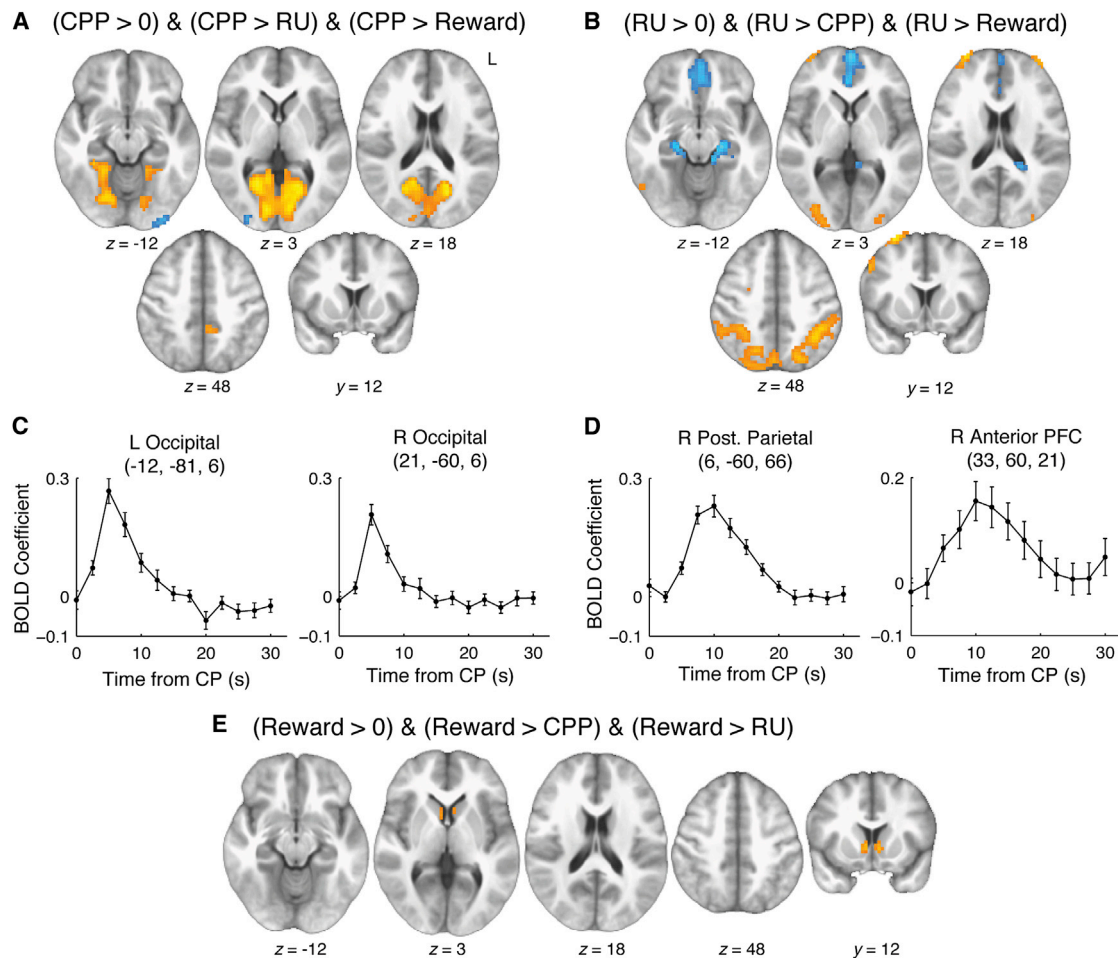 A (CPP > 0) & (CPP > RU) & (CPP > Reward)
L
z = -12 z = 3 z = 18
z = 48 y = 12
B (RU > 0) & (RU > CPP) & (RU > Reward)
z = -12 z = 3 z = 18
z = 48 y = 12
C
L Occipital
(-12, -81, 6)
BOLD Coefficient
0.3
0
−0.1
0 10 20 30
Time from CP (s)
R Occipital
(21, -60, 6)
0.3
0
−0.1
0 10 20 30
Time from CP (s)
D
R Post. Parietal
(6, -60, 66)
BOLD Coefficient
0.3
0
−0.1
0 10 20 30
Time from CP (s)
R Anterior PFC
(33, 60, 21)
0.2
0
−0.1
0 10 20 30
Time from CP (s)
E (Reward > 0) & (Reward > CPP) & (Reward > RU)
z = -12 z = 3 z = 18 z = 48 y = 12